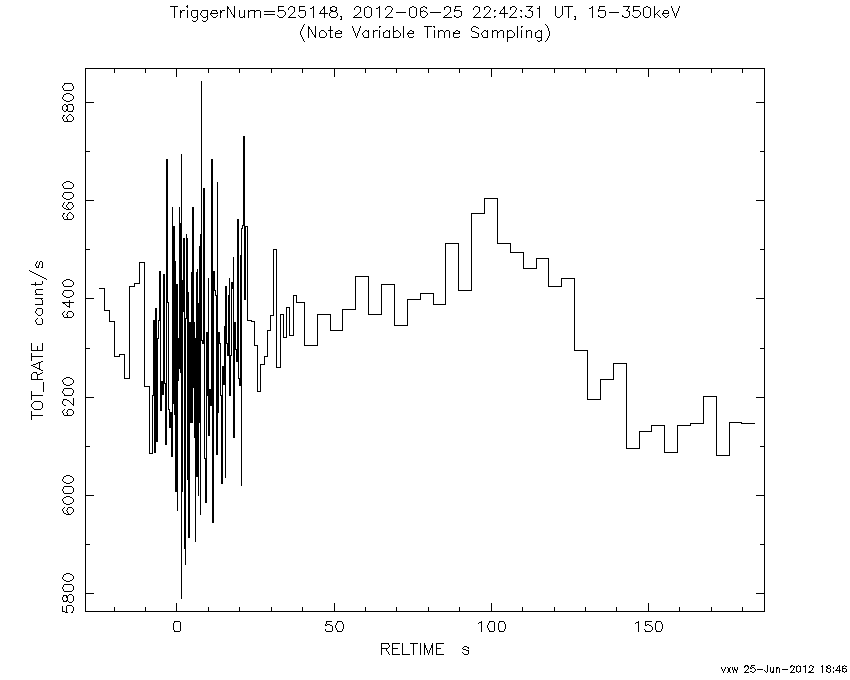 TriggerNum=525148, 2012-06-25 22:42:31 UT, 15-350keV
(Note Variable Time Sampling)
TOT_RATE count/s
6800
6600
6400
6200
6000
5800
0 50 100 150
RELTIME s
vxw 25-Jun-2012 18:46